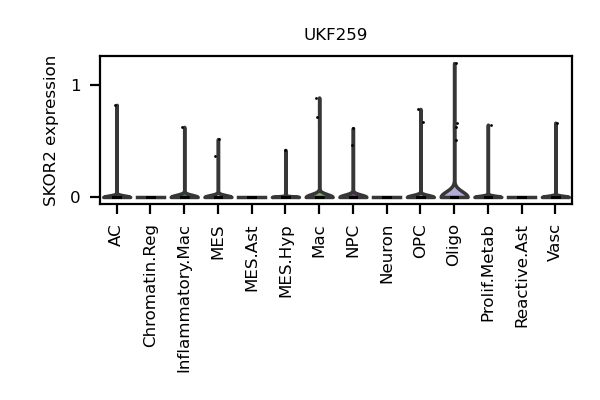 UKF259
SKOR2 expression
1
0
AC
Chromatin.Reg
Inflammatory.Mac
MES
MES.Ast
MES.Hyp
Mac
NPC
Neuron
OPC
Oligo
Prolif.Metab
Reactive.Ast
Vasc